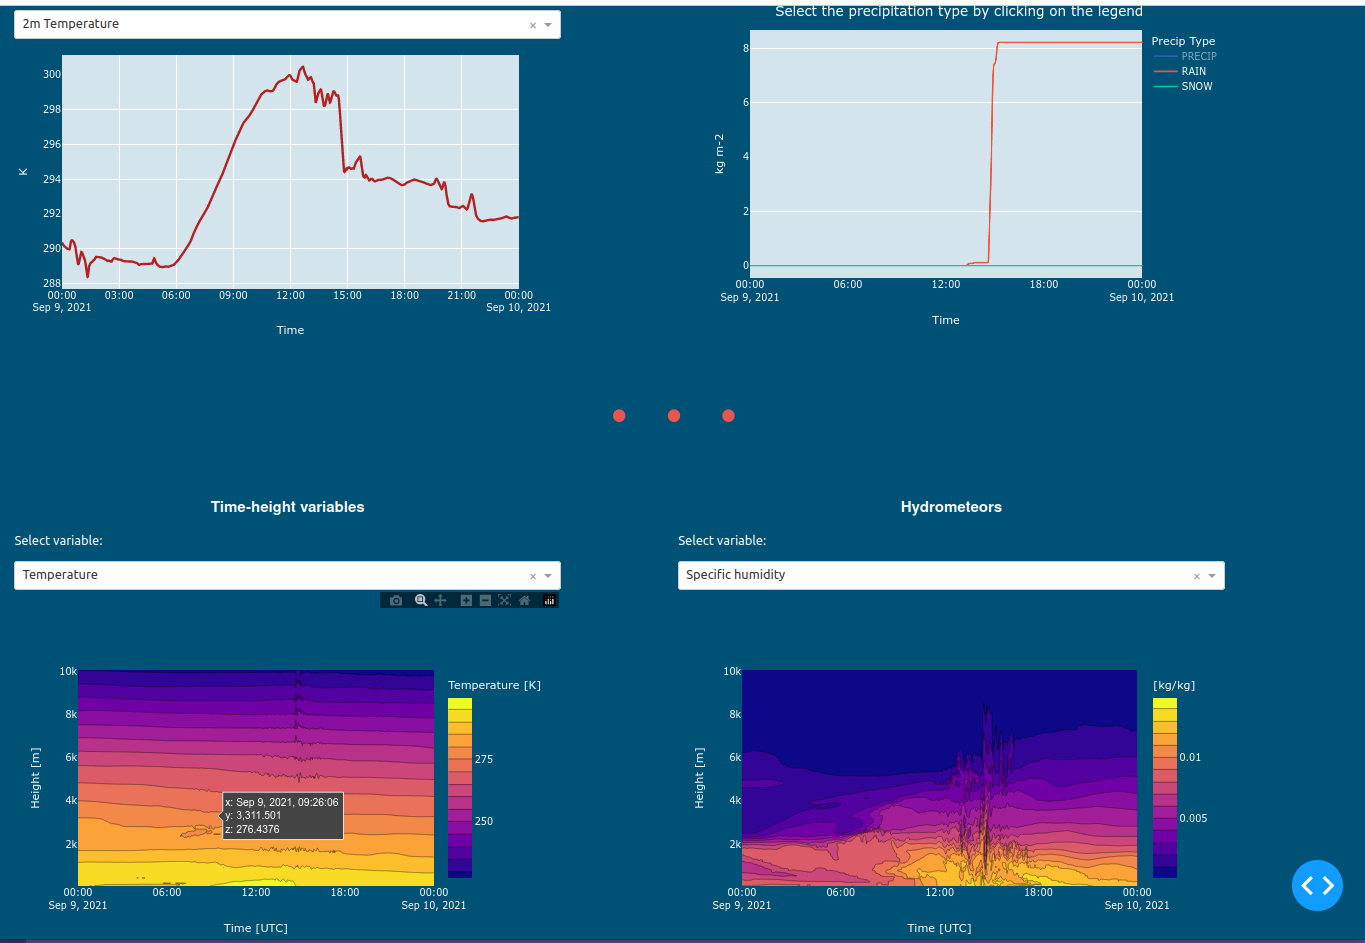 2m Temperature
×
Select the precipitation type by clicking on the legend
300
298
296
294
292
290
288
K
00:00
03:00
06:00
09:00
12:00
15:00
18:00
21:00
00:00
Sep 9, 2021
Sep 10, 2021
Time
8
6
4
2
0
kg m-2
00:00
06:00
12:00
18:00
00:00
Sep 9, 2021
Sep 10, 2021
Time
Precip Type
PRECIP
RAIN
SNOW
Time-height variables
Select variable:
Temperature
×
Hydrometeors
Select variable:
Specific humidity
×
10k
8k
6k
4k
2k
Height [m]
x: Sep 9, 2021, 09:26:06
y: 3,311.501
z: 276.4376
00:00
06:00
12:00
18:00
00:00
Sep 9, 2021
Sep 10, 2021
Time [UTC]
Temperature [K]
275
250
10k
8k
6k
4k
2k
Height [m]
00:00
06:00
12:00
18:00
00:00
Sep 9, 2021
Sep 10, 2021
Time [UTC]
[kg/kg]
0.01
0.005